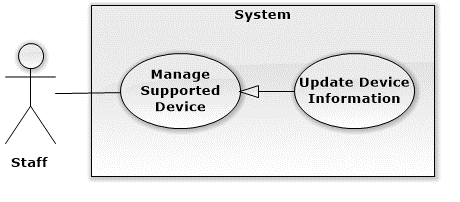 System
Manage
Supported
Device
Update Device
Information
Staff